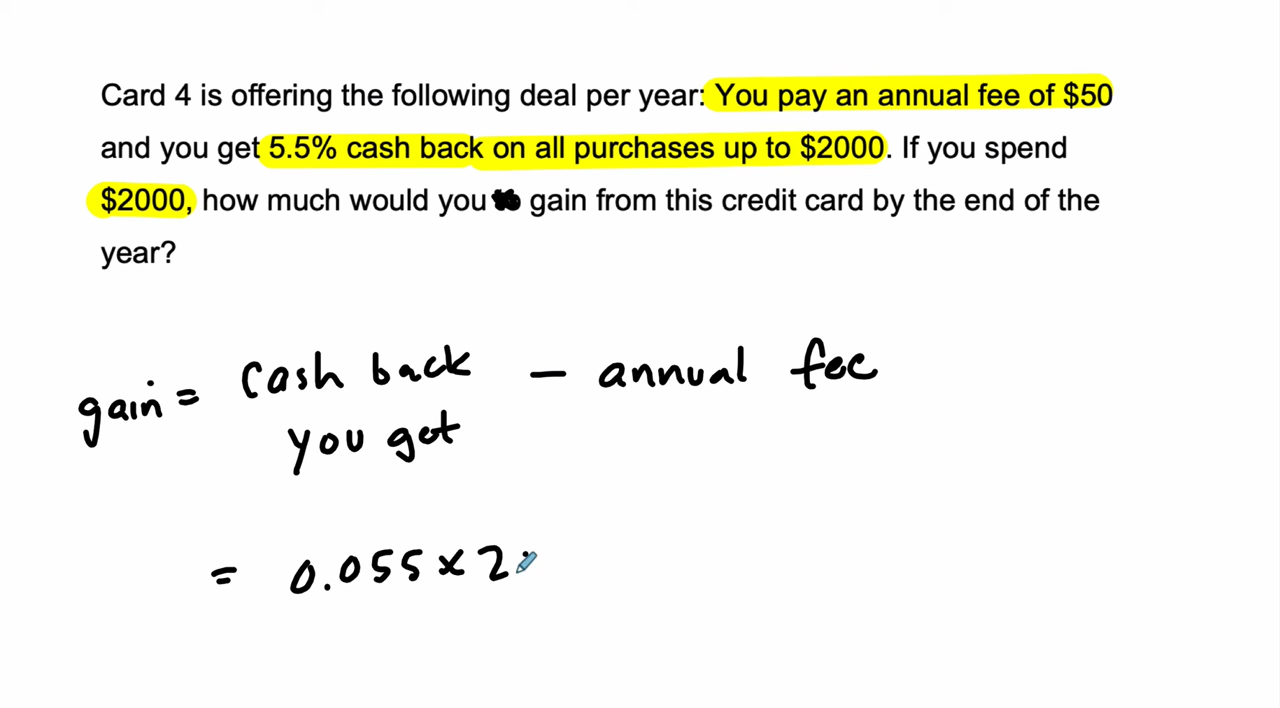 Card 4 is offering the following deal per year: You pay an annual fee of $50
and you get 5.5% cash back on all purchases up to $2000. If you spend
$2000, how much would you gain from this credit card by the end of the
year?
gain = cash back - annual fee
you get
= 0.055 x 2